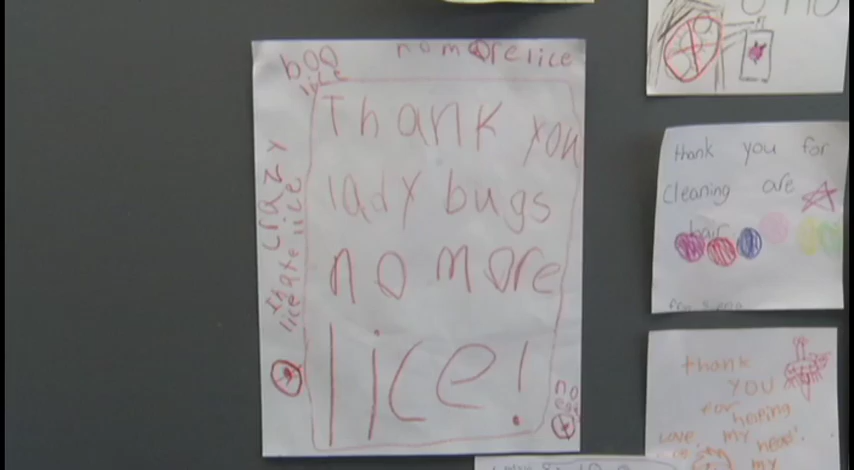 boo
lice
no more lice
Thank you
lady bugs
no more
lice!
crazy
lice
I hate lice
no
thank you for
cleaning are
hair
thank
you
for
helping
my head!
Love
my